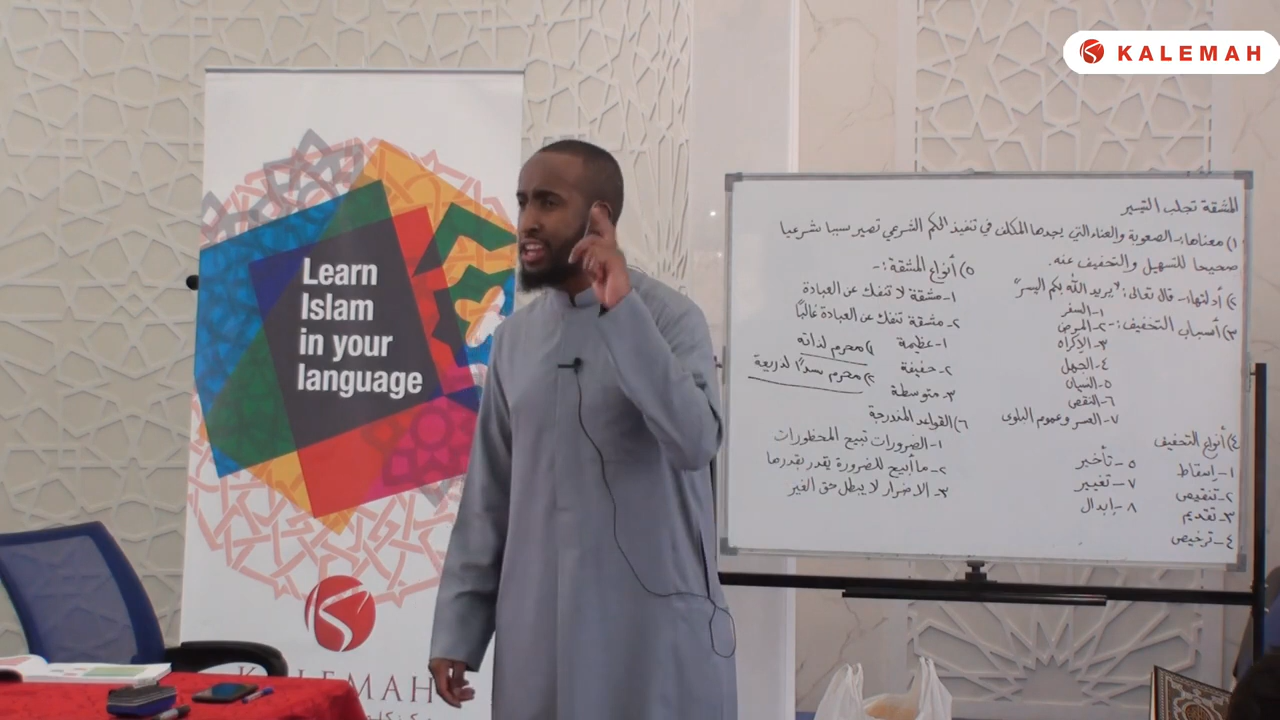 KALEMAH
Learn
Islam
in your
language
KALEMAH
المشقة تجلب التيسير
١) معناها:- الصعوبة والعناء التي يجدها المكلف في تنفيذ الحكم الشرعي تصير سببا شرعيا
صحيحا للتسهيل والتخفيف عنه.
٢) أدلتها:- قال تعالى: "يريد الله بكم اليسر"
٣) أسباب التخفيف:-
١- السفر
٢- المرض
٣- الإكراه
٤- الجهل
٥- النسيان
٦- النقص
٧- العسر وعموم البلوى
٤) أنواع التخفيف
١- إسقاط
٢- تنقيص
٣- تقديم
٤- ترخيص
٥- تأخير
٧- تغيير
٨- إبدال
٥) أنواع المشقة:-
١- مشقة لا تنفك عن العبادة
٢- مشقة تنفك عن العبادة غالبًا
١- عظيمة
٢- خفيفة
٣- متوسطة
١) محرم لذاته
٢) محرم سدًا لذريعة
٦) القواعد المندرجة
١- الضرورات تبيح المحظورات
٢- ما أبيح للضرورة يقدر بقدرها
٣- الاضرار لا يبطل حق الغير